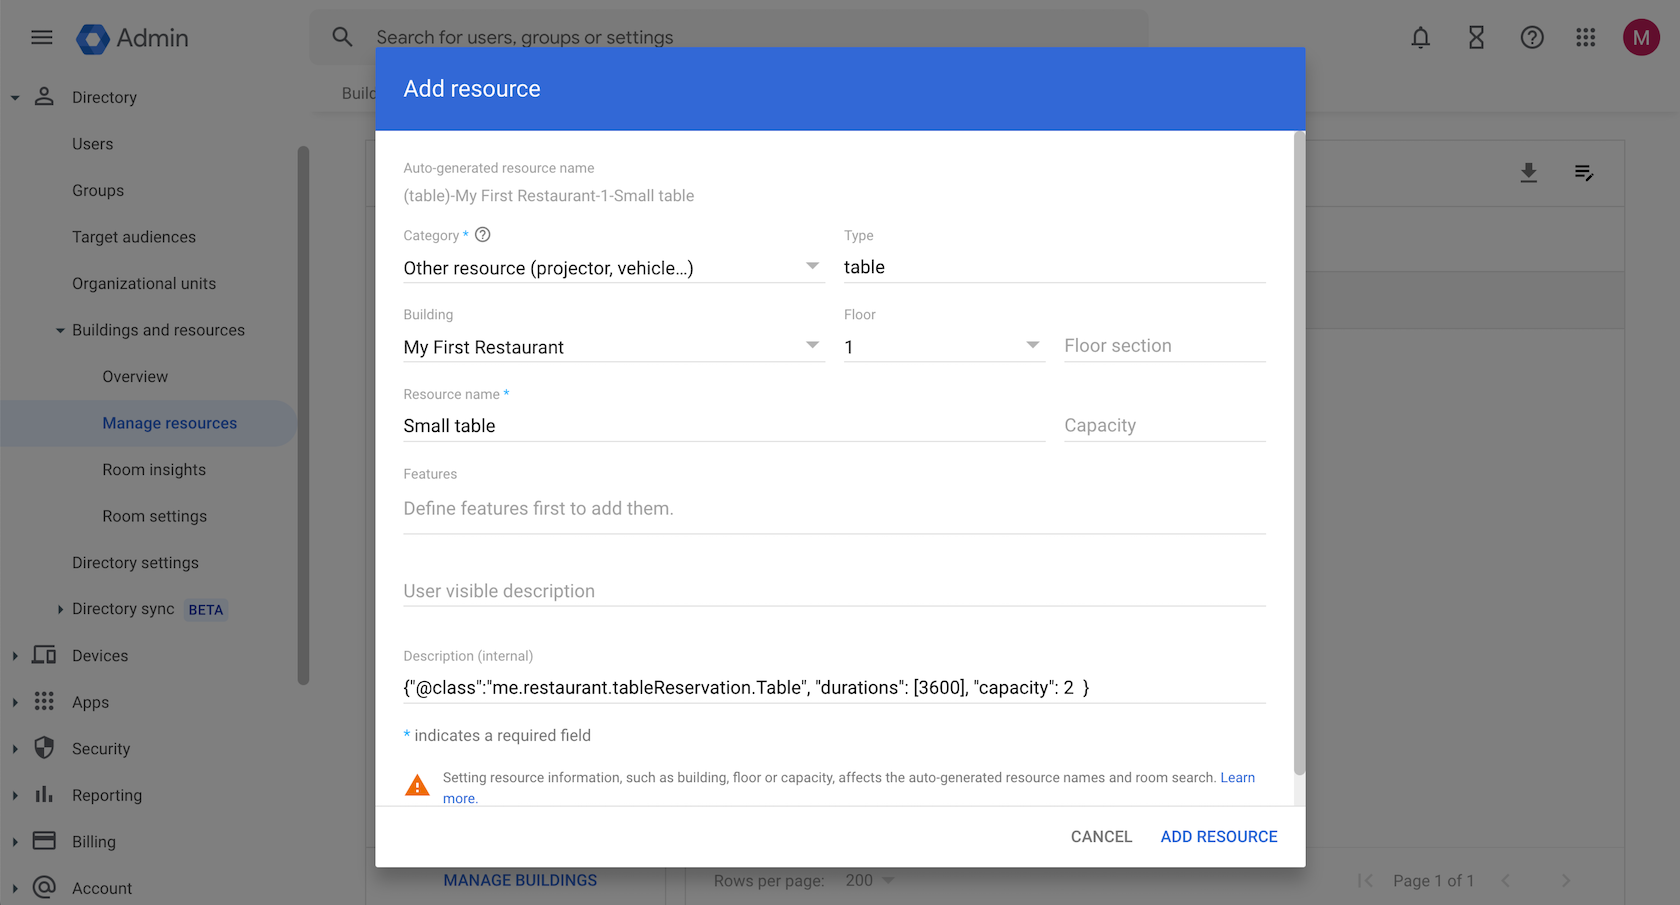 Admin
Search for users, groups or settings
M
Directory
Users
Groups
Target audiences
Organizational units
Buildings and resources
Overview
Manage resources
Room insights
Room settings
Directory settings
Directory sync BETA
Devices
Apps
Security
Reporting
Billing
Account
Build
Add resource
Auto-generated resource name
(table)-My First Restaurant-1-Small table
Category *
Type
Other resource (projector, vehicle…)
table
Building
Floor
My First Restaurant
1
Floor section
Resource name *
Small table
Capacity
Features
Define features first to add them.
User visible description
Description (internal)
{"@class":"me.restaurant.tableReservation.Table", "durations": [3600], "capacity": 2 }
* indicates a required field
Setting resource information, such as building, floor or capacity, affects the auto-generated resource names and room search. Learn
more.
CANCEL
ADD RESOURCE
MANAGE BUILDINGS
Rows per page: 200
Page 1 of 1